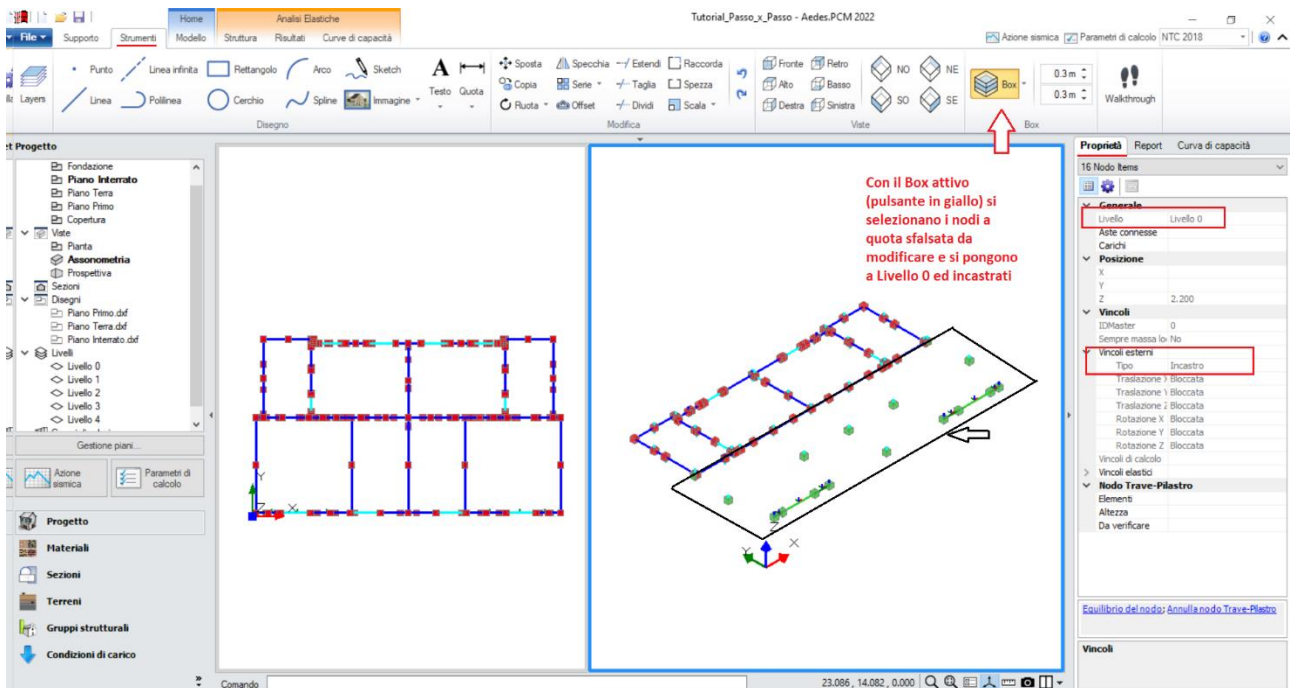 Tutorial_Passo_x_Passo - Aedes.PCM 2022
Home
Analisi Elastiche
File
Supporto
Strumenti
Modello
Struttura
Risultati
Curve di capacità
Azione sismica
Parametri di calcolo
NTC 2018
Layers
Punto
Linea infinita
Rettangolo
Arco
Sketch
Linea
Polilinea
Cerchio
Spline
Immagine
Testo
Quota
Disegno
Sposta
Specchia
Estendi
Raccorda
Copia
Serie
Taglia
Spezza
Ruota
Offset
Dividi
Scala
Modifica
Fronte
Retro
Alto
Basso
Destra
Sinistra
NO
NE
SO
SE
Viste
Box
0.3 m
0.3 m
Box
Walkthrough
Progetto
Fondazione
Piano Interrato
Piano Terra
Piano Primo
Copertura
Viste
Pianta
Assonometria
Prospettiva
Sezioni
Disegni
Piano Primo.dxf
Piano Terra.dxf
Piano Interrato.dxf
Livelli
Livello 0
Livello 1
Livello 2
Livello 3
Livello 4
Gestione piani...
Azione sismica
Parametri di calcolo
Progetto
Materiali
Sezioni
Terreni
Gruppi strutturali
Condizioni di carico
Y
Z
X
Con il Box attivo
(pulsante in giallo) si
selezionano i nodi a
quota sfalsata da
modificare e si pongono
a Livello 0 ed incastrati
Z
Y
X
Proprietà
Report
Curva di capacità
16 Nodo Items
Generale
Livello Livello 0
Aste connesse
Carichi
Posizione
X
Y
Z 2.200
Vincoli
IDMaster 0
Sempre massa lo No
Vincoli esterni
Tipo Incastro
Traslazione X Bloccata
Traslazione Y Bloccata
Traslazione Z Bloccata
Rotazione X Bloccata
Rotazione Y Bloccata
Rotazione Z Bloccata
Vincoli di calcolo
Vincoli elastici
Nodo Trave-Pilastro
Elementi
Altezza
Da verificare
Equilibrio del nodo; Annulla nodo Trave-Pilastro
Vincoli
Comando
23.086, 14.082, 0.000